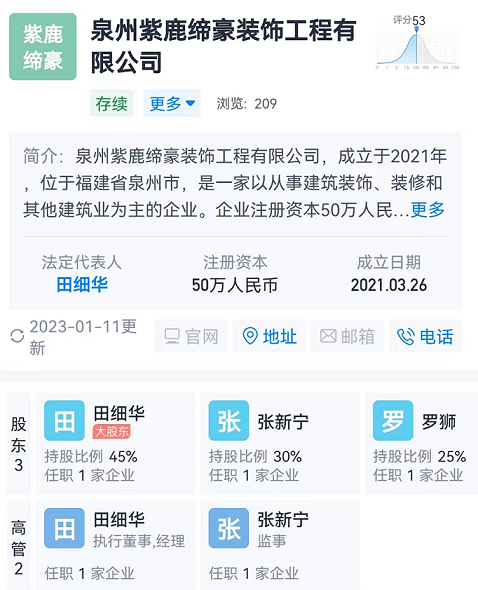 紫鹿
缔豪
泉州紫鹿缔豪装饰工程有
限公司
评分53
存续 更多 浏览: 209
简介: 泉州紫鹿缔豪装饰工程有限公司，成立于2021年
，位于福建省泉州市，是一家以从事建筑装饰、装修和
其他建筑业为主的企业。企业注册资本50万人民...更多
法定代表人 注册资本 成立日期
田细华 50万人民币 2021.03.26
2023-01-11更
新
官网 地址 邮箱 电话
股东3
田 田细华 大股东
持股比例 45%
任职 1 家企业
张 张新宁
持股比例 30%
任职 1 家企业
罗 罗狮
持股比例 25%
任职 1 家企业
高管2
田 田细华
执行董事,经理
任职 1 家企业
张 张新宁
监事
任职 1 家企业